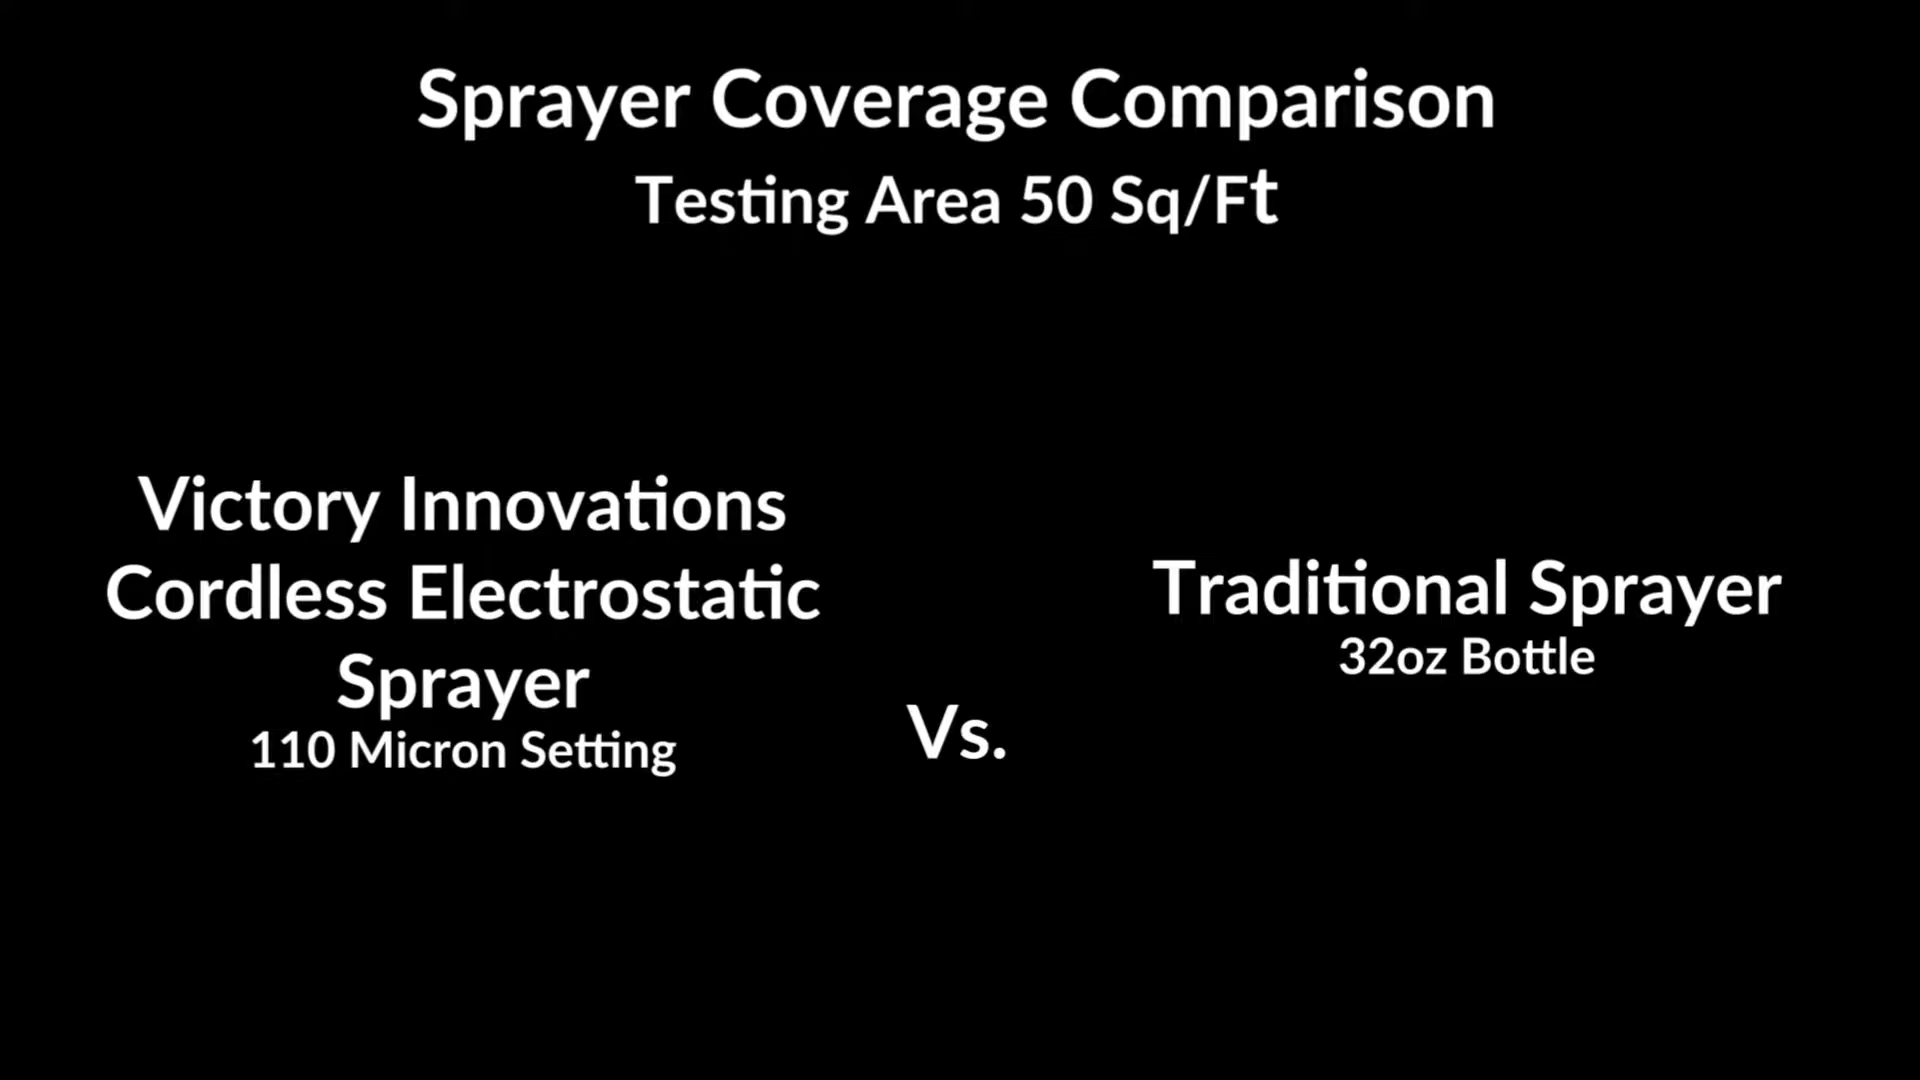 Sprayer Coverage Comparison
Testing Area 50 Sq/Ft
Victory Innovations
Cordless Electrostatic
Sprayer
110 Micron Setting
Vs.
Traditional Sprayer
32oz Bottle